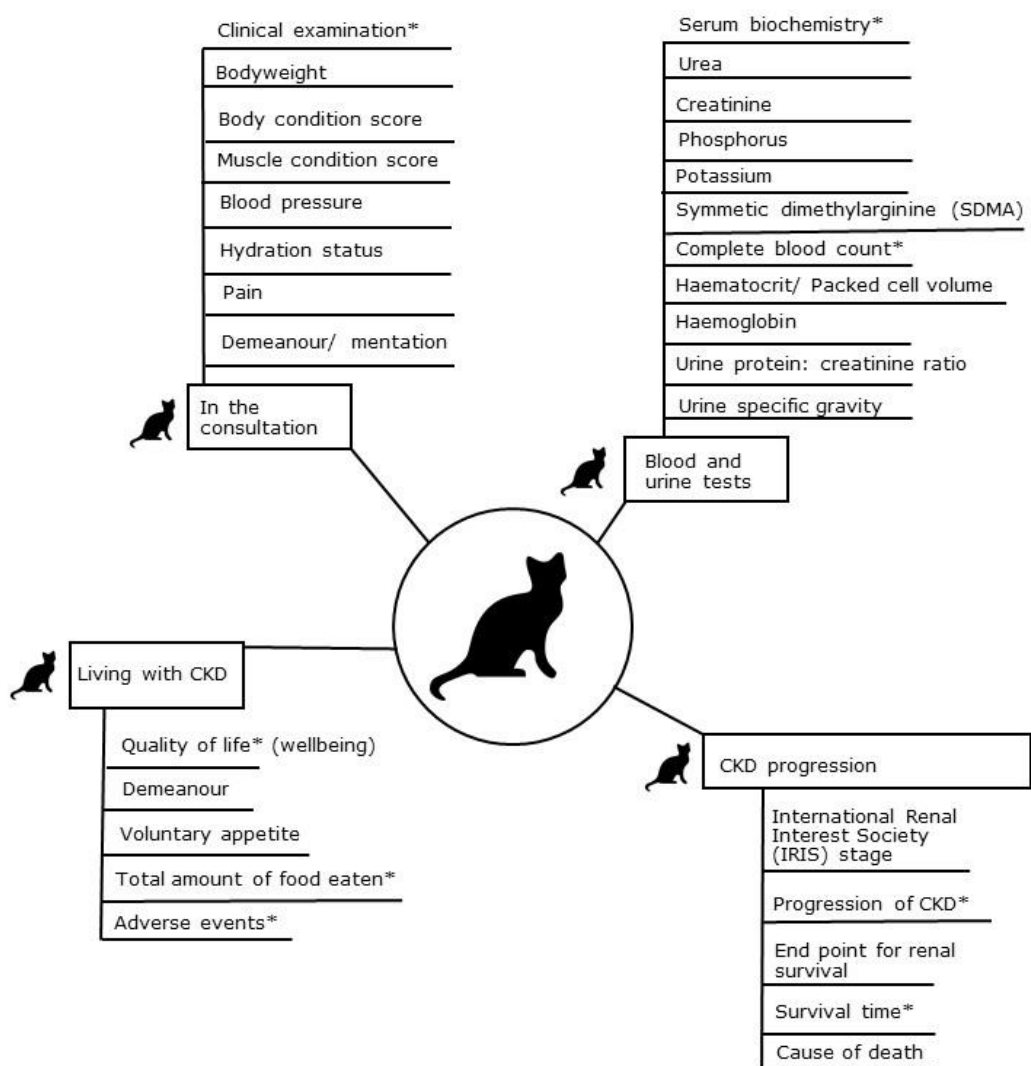 Clinical examination*
Bodyweight
Body condition score
Muscle condition score
Blood pressure
Hydration status
Pain
Demeanour/ mentation
In the
consultation
Serum biochemistry*
Urea
Creatinine
Phosphorus
Potassium
Symmetic dimethylarginine (SDMA)
Complete blood count*
Haematocrit/ Packed cell volume
Haemoglobin
Urine protein: creatinine ratio
Urine specific gravity
Blood and
urine tests
Living with CKD
Quality of life* (wellbeing)
Demeanour
Voluntary appetite
Total amount of food eaten*
Adverse events*
CKD progression
International Renal
Interest Society
(IRIS) stage
Progression of CKD*
End point for renal
survival
Survival time*
Cause of death